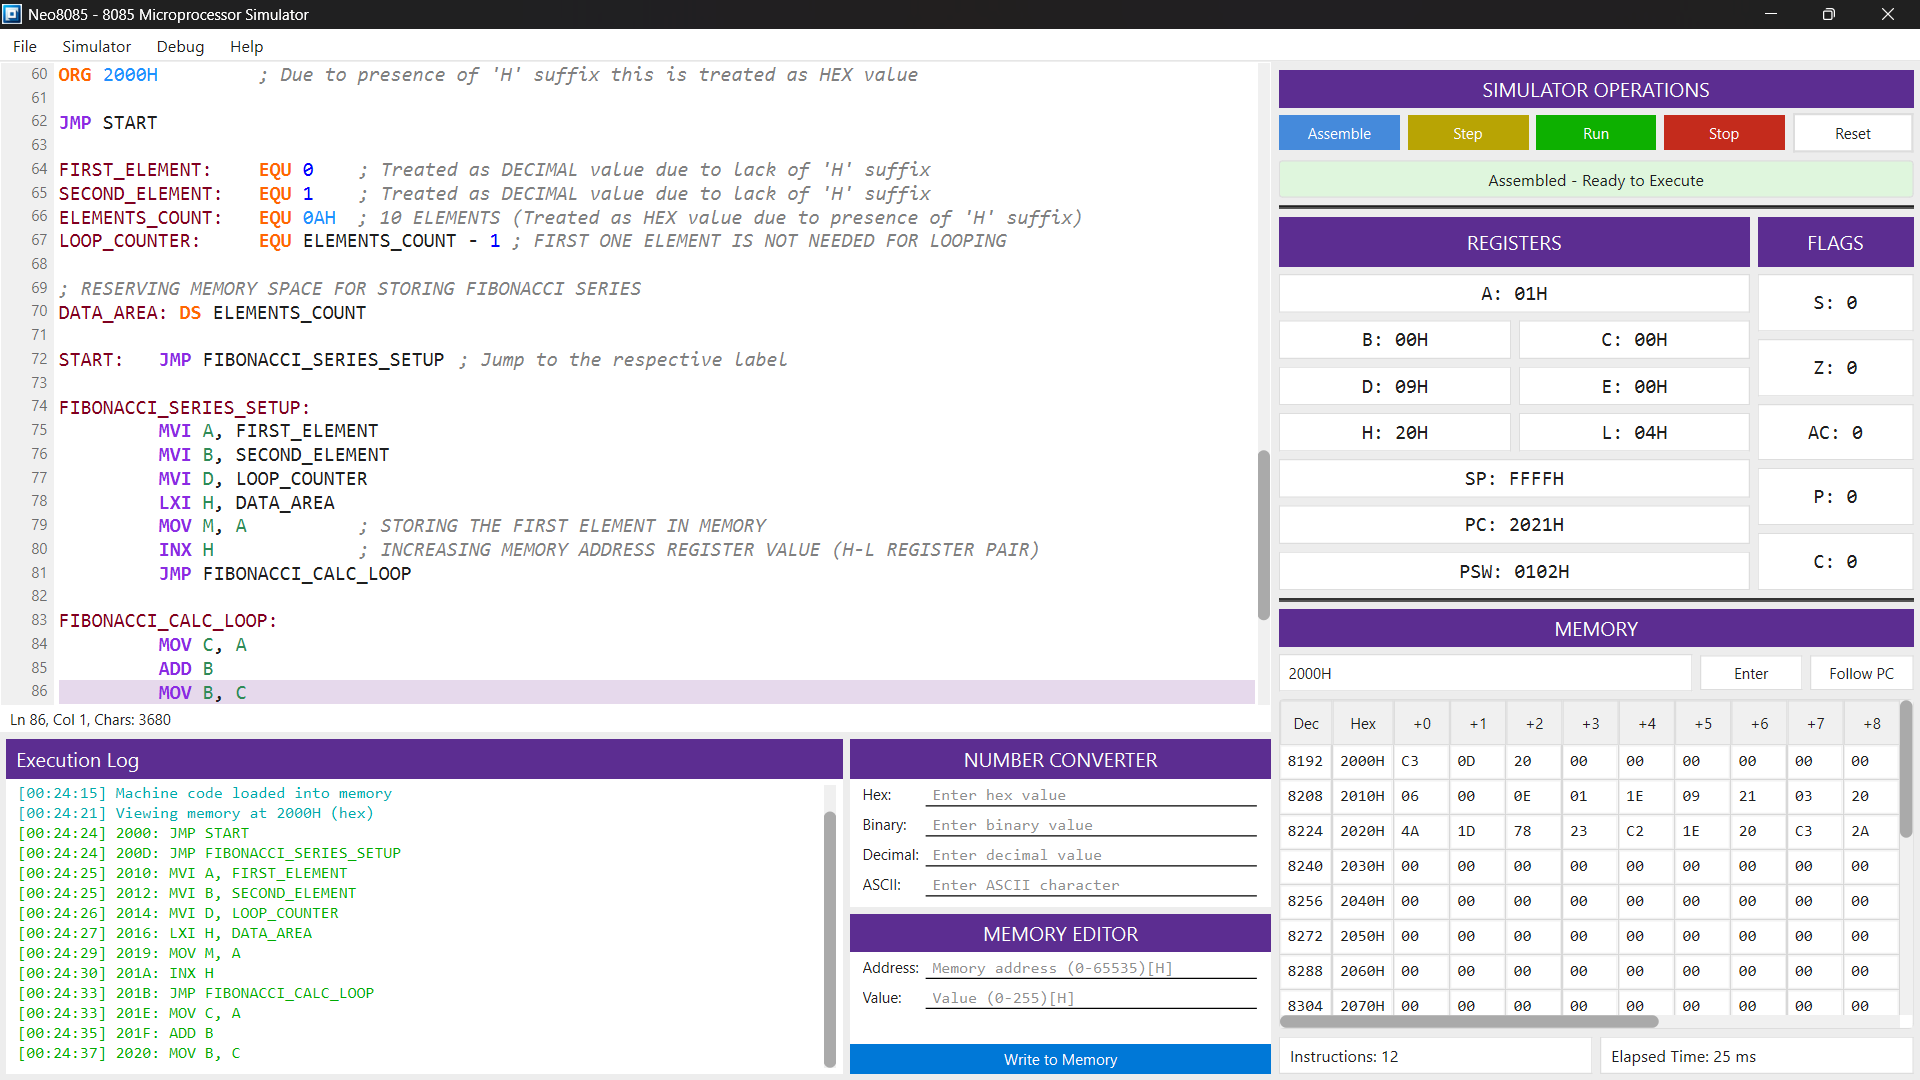 Neo8085 - 8085 Microprocessor Simulator
File Simulator Debug Help
60 ORG 2000H ; Due to presence of 'H' suffix this is treated as HEX value
61
62 JMP START
63
64 FIRST_ELEMENT: EQU 0 ; Treated as DECIMAL value due to lack of 'H' suffix
65 SECOND_ELEMENT: EQU 1 ; Treated as DECIMAL value due to lack of 'H' suffix
66 ELEMENTS_COUNT: EQU 0AH ; 10 ELEMENTS (Treated as HEX value due to presence of 'H' suffix)
67 LOOP_COUNTER: EQU ELEMENTS_COUNT - 1 ; FIRST ONE ELEMENT IS NOT NEEDED FOR LOOPING
68
69 ; RESERVING MEMORY SPACE FOR STORING FIBONACCI SERIES
70 DATA_AREA: DS ELEMENTS_COUNT
71
72 START: JMP FIBONACCI_SERIES_SETUP ; Jump to the respective label
73
74 FIBONACCI_SERIES_SETUP:
75 MVI A, FIRST_ELEMENT
76 MVI B, SECOND_ELEMENT
77 MVI D, LOOP_COUNTER
78 LXI H, DATA_AREA
79 MOV M, A ; STORING THE FIRST ELEMENT IN MEMORY
80 INX H ; INCREASING MEMORY ADDRESS REGISTER VALUE (H-L REGISTER PAIR)
81 JMP FIBONACCI_CALC_LOOP
82
83 FIBONACCI_CALC_LOOP:
84 MOV C, A
85 ADD B
86 MOV B, C
Ln 86, Col 1, Chars: 3680
Execution Log
[00:24:15] Machine code loaded into memory
[00:24:21] Viewing memory at 2000H (hex)
[00:24:24] 2000: JMP START
[00:24:24] 200D: JMP FIBONACCI_SERIES_SETUP
[00:24:25] 2010: MVI A, FIRST_ELEMENT
[00:24:25] 2012: MVI B, SECOND_ELEMENT
[00:24:26] 2014: MVI D, LOOP_COUNTER
[00:24:27] 2016: LXI H, DATA_AREA
[00:24:29] 2019: MOV M, A
[00:24:30] 201A: INX H
[00:24:33] 201B: JMP FIBONACCI_CALC_LOOP
[00:24:33] 201E: MOV C, A
[00:24:35] 201F: ADD B
[00:24:37] 2020: MOV B, C
NUMBER CONVERTER
Hex: Enter hex value
Binary: Enter binary value
Decimal: Enter decimal value
ASCII: Enter ASCII character
MEMORY EDITOR
Address: Memory address (0-65535)[H]
Value: Value (0-255)[H]
Write to Memory
SIMULATOR OPERATIONS
Assemble Step Run Stop Reset
Assembled - Ready to Execute
REGISTERS
A: 01H
B: 00H C: 00H
D: 09H E: 00H
H: 20H L: 04H
SP: FFFFH
PC: 2021H
PSW: 0102H
FLAGS
S: 0
Z: 0
AC: 0
P: 0
C: 0
MEMORY
2000H Enter Follow PC
Dec Hex +0 +1 +2 +3 +4 +5 +6 +7 +8
8192 2000H C3 0D 20 00 00 00 00 00 00
8208 2010H 06 00 0E 01 1E 09 21 03 20
8224 2020H 4A 1D 78 23 C2 1E 20 C3 2A
8240 2030H 00 00 00 00 00 00 00 00 00
8256 2040H 00 00 00 00 00 00 00 00 00
8272 2050H 00 00 00 00 00 00 00 00 00
8288 2060H 00 00 00 00 00 00 00 00 00
8304 2070H 00 00 00 00 00 00 00 00 00
Instructions: 12 Elapsed Time: 25 ms